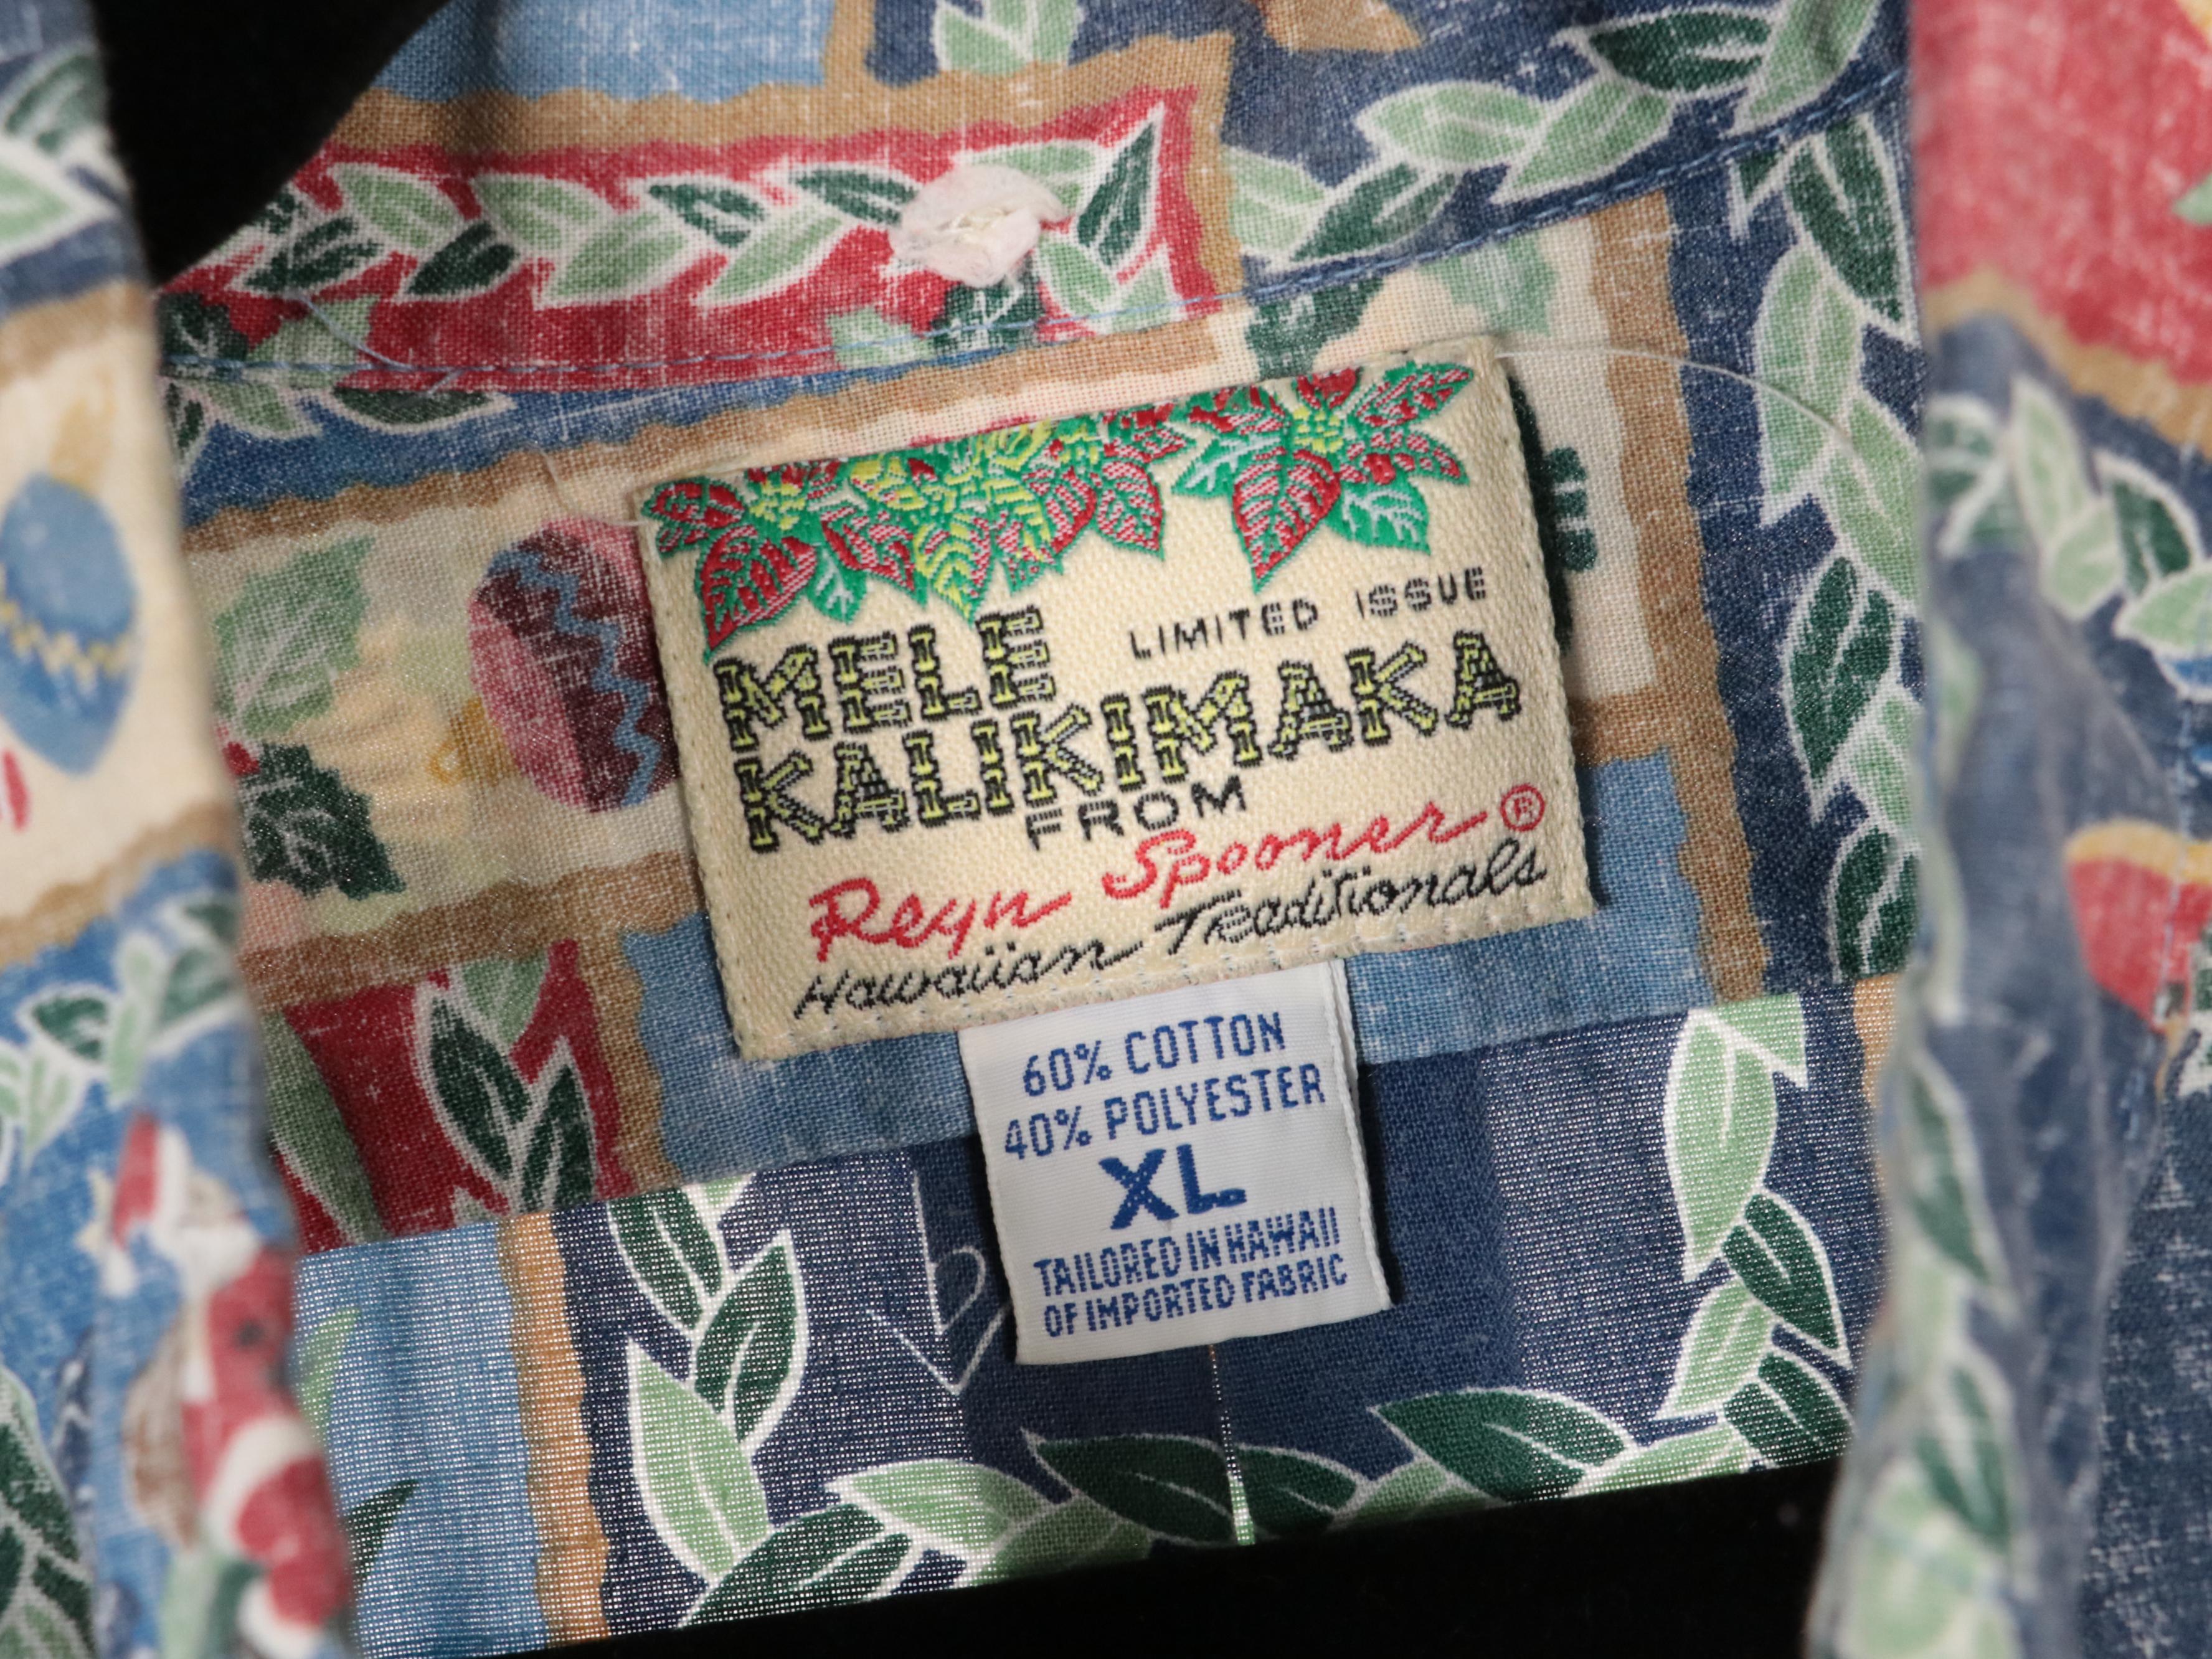 LIMITED ISSUE
MELE
KALIKIMAKA
FROM
Reyn Spooner®
Hawaiian Traditionals
60% COTTON
40% POLYESTER
XL
TAILORED IN HAWAII
OF IMPORTED FABRIC